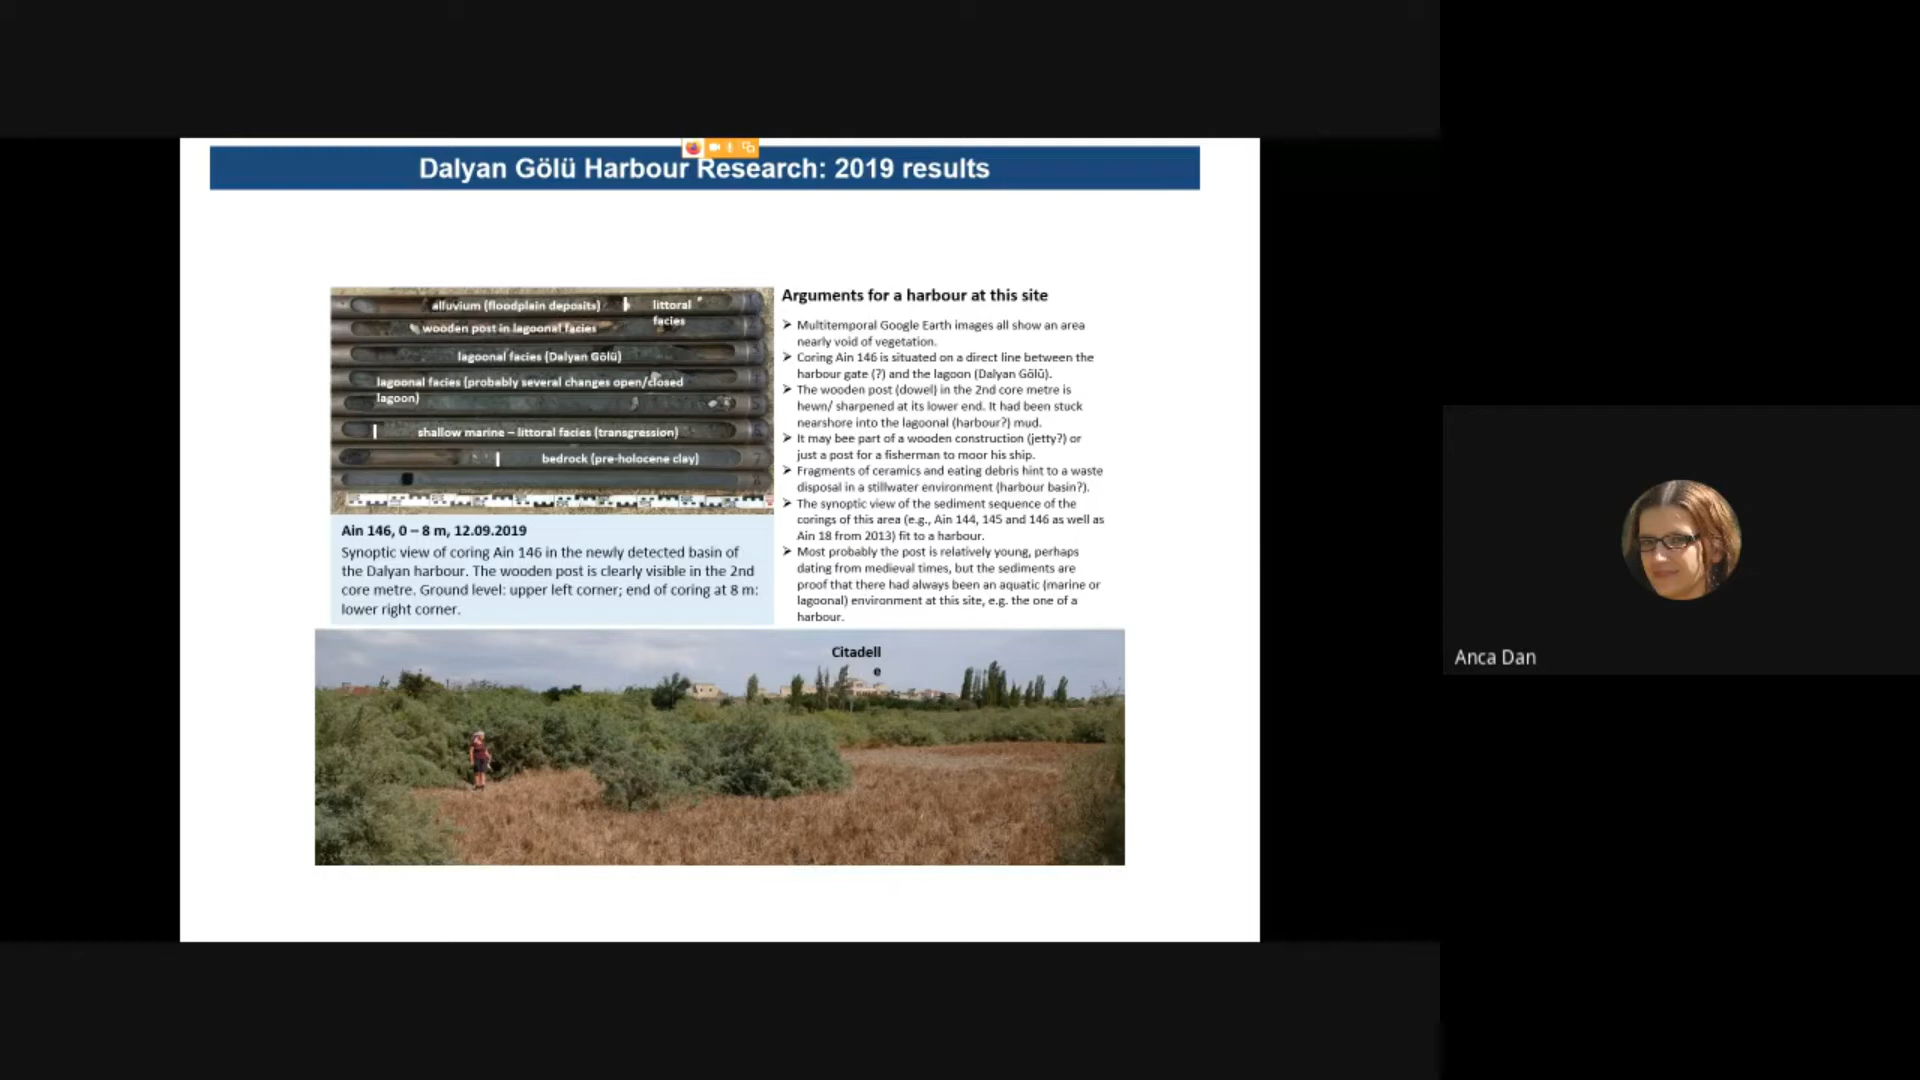 Dalyan Gölü Harbour Research: 2019 results
alluvium (floodplain deposits)
littoral
facies
wooden post in lagoonal facies
lagoonal facies (Dalyan Gölü)
lagoonal facies (probably several changes open/closed
lagoon)
shallow marine – littoral facies (transgression)
bedrock (pre-holocene clay)
Ain 146, 0 – 8 m, 12.09.2019
Synoptic view of coring Ain 146 in the newly detected basin of
the Dalyan harbour. The wooden post is clearly visible in the 2nd
core metre. Ground level: upper left corner; end of coring at 8 m:
lower right corner.
Arguments for a harbour at this site
➤ Multitemporal Google Earth images all show an area
nearly void of vegetation.
➤ Coring Ain 146 is situated on a direct line between the
harbour gate (?) and the lagoon (Dalyan Gölü).
➤ The wooden post (dowel) in the 2nd core metre is
hewn/ sharpened at its lower end. It had been stuck
nearshore into the lagoonal (harbour?) mud.
➤ It may bee part of a wooden construction (jetty?) or
just a post for a fisherman to moor his ship.
➤ Fragments of ceramics and eating debris hint to a waste
disposal in a stillwater environment (harbour basin?).
➤ The synoptic view of the sediment sequence of the
corings of this area (e.g., Ain 144, 145 and 146 as well as
Ain 18 from 2013) fit to a harbour.
➤ Most probably the post is relatively young, perhaps
dating from medieval times, but the sediments are
proof that there had always been an aquatic (marine or
lagoonal) environment at this site, e.g. the one of a
harbour.
Citadell
e
Anca Dan